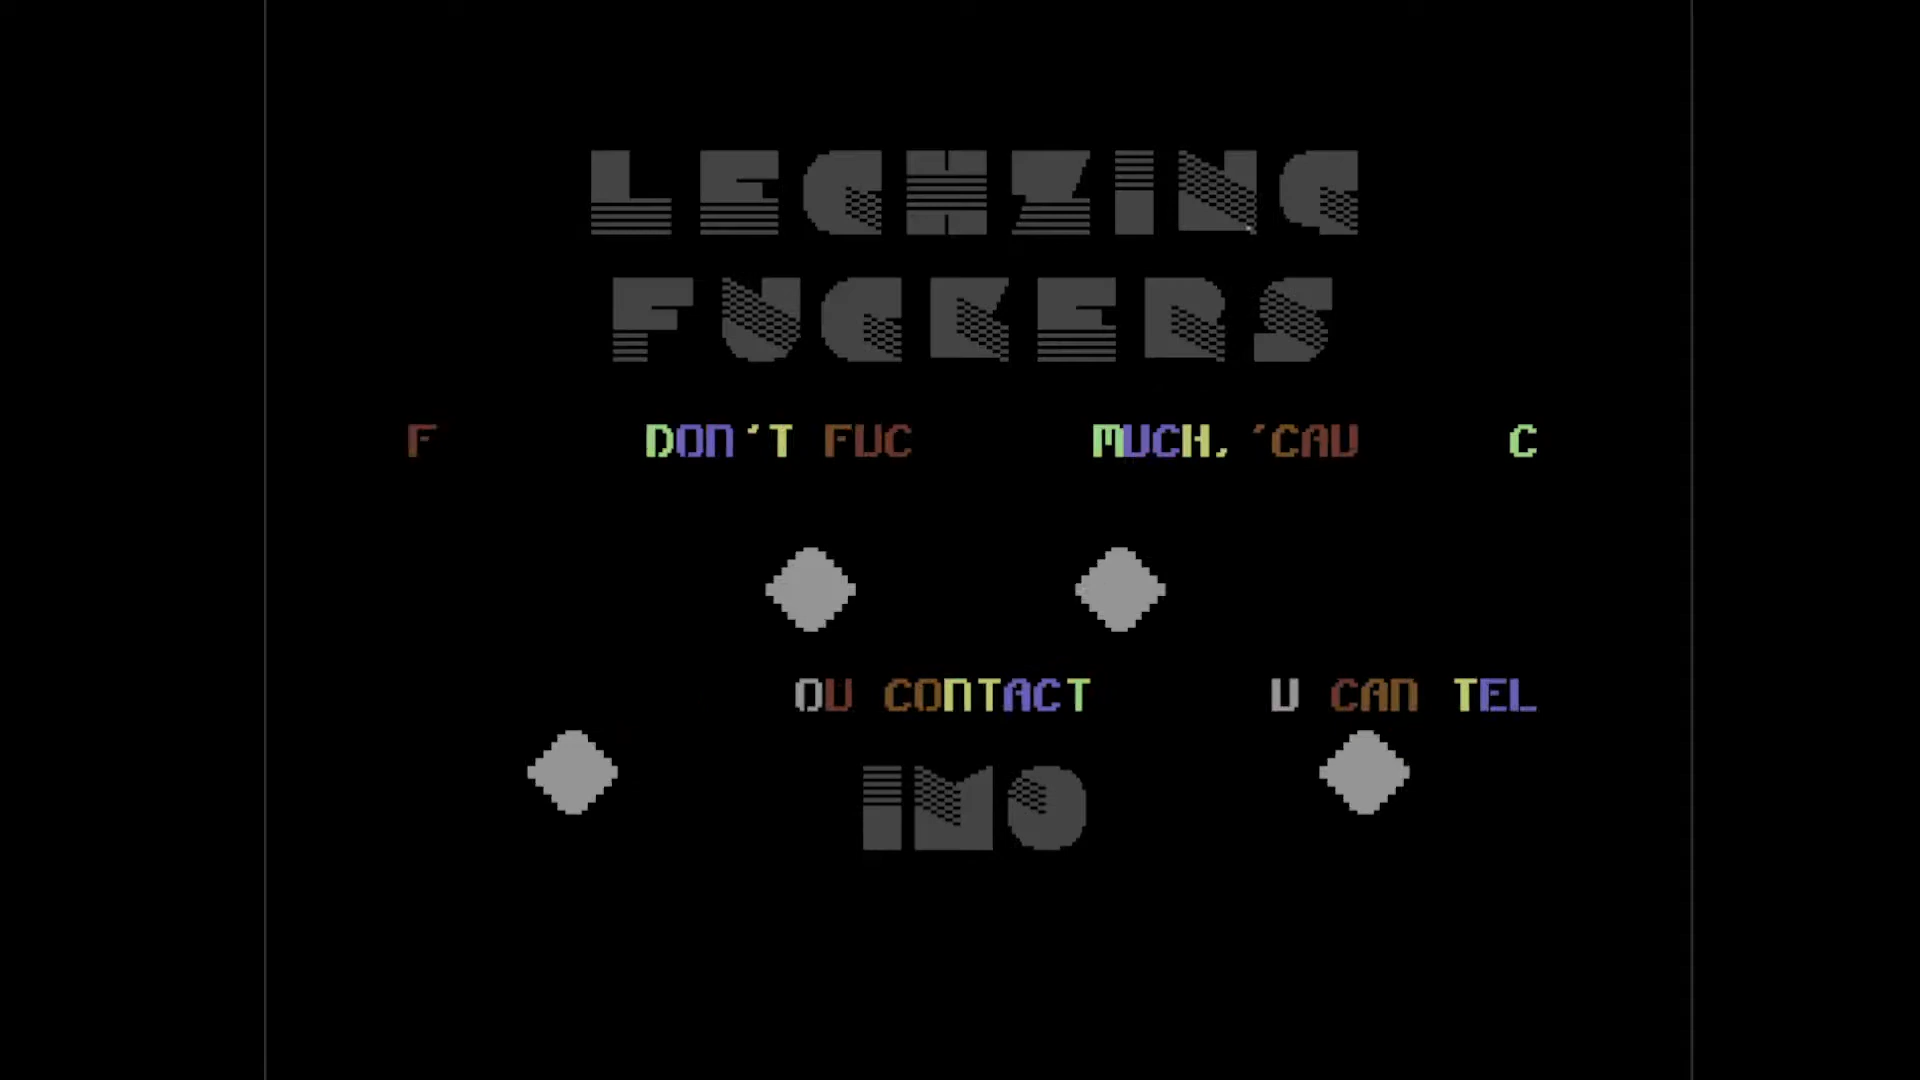 LECHZING
FUCKERS
F DON'T FUC MUCH, 'CAU C
OU CONTACT U CAN TEL
IMO